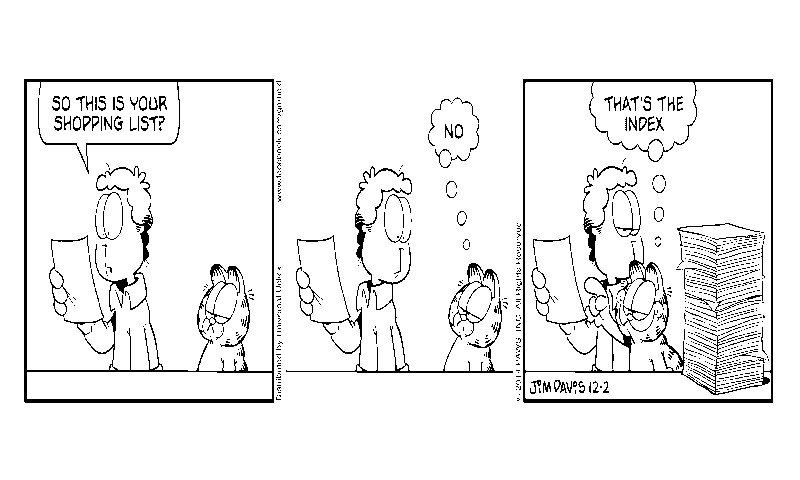 SO THIS IS YOUR
SHOPPING LIST?
NO
THAT'S THE
INDEX
JIM DAVIS 12-2